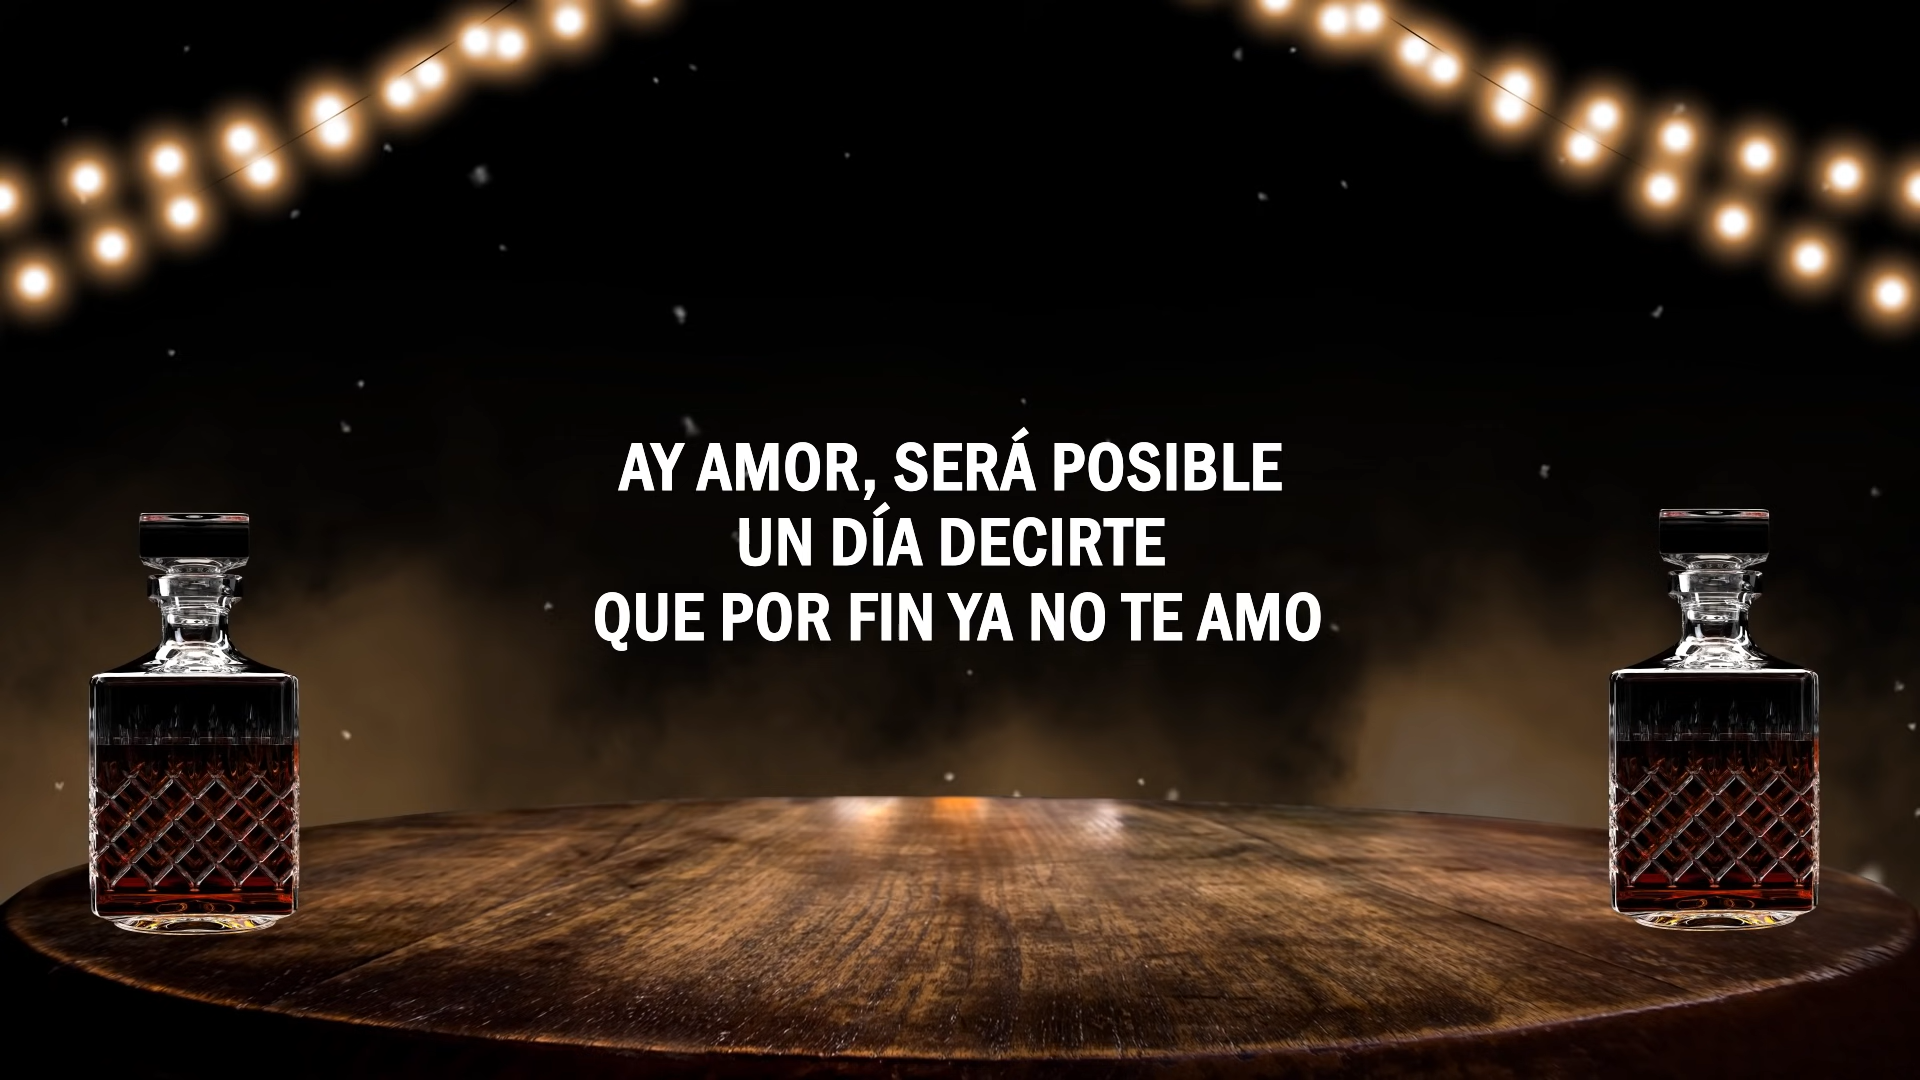 AY AMOR, SERÁ POSIBLE
UN DÍA DECIRTE
QUE POR FIN YA NO TE AMO